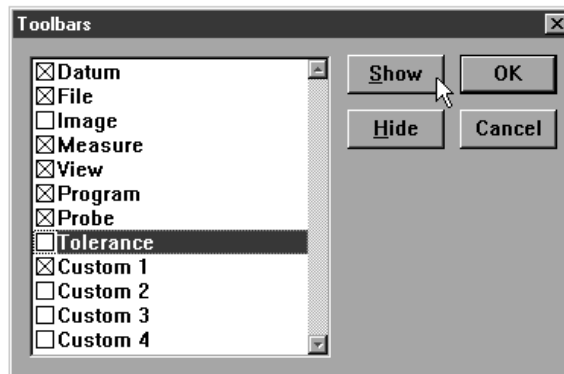 Toolbars
Datum
File
Image
Measure
View
Program
Probe
Tolerance
Custom 1
Custom 2
Custom 3
Custom 4
Show
OK
Hide
Cancel